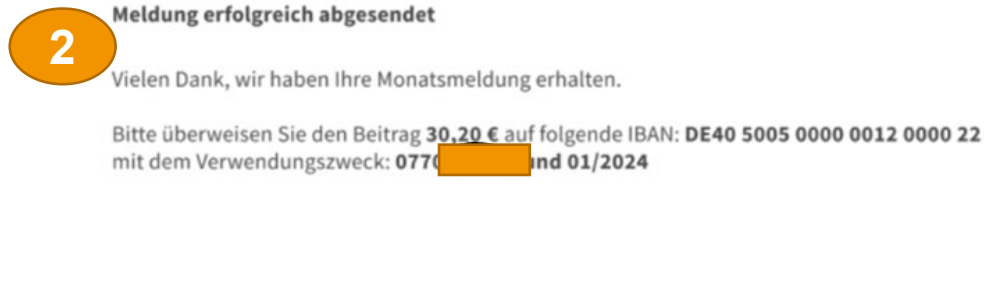 Meldung erfolgreich abgesendet
2
Vielen Dank, wir haben Ihre Monatsmeldung erhalten.
Bitte überweisen Sie den Beitrag 30,20 € auf folgende IBAN: DE40 5005 0000 0012 0000 22
mit dem Verwendungszweck: 0770 und 01/2024